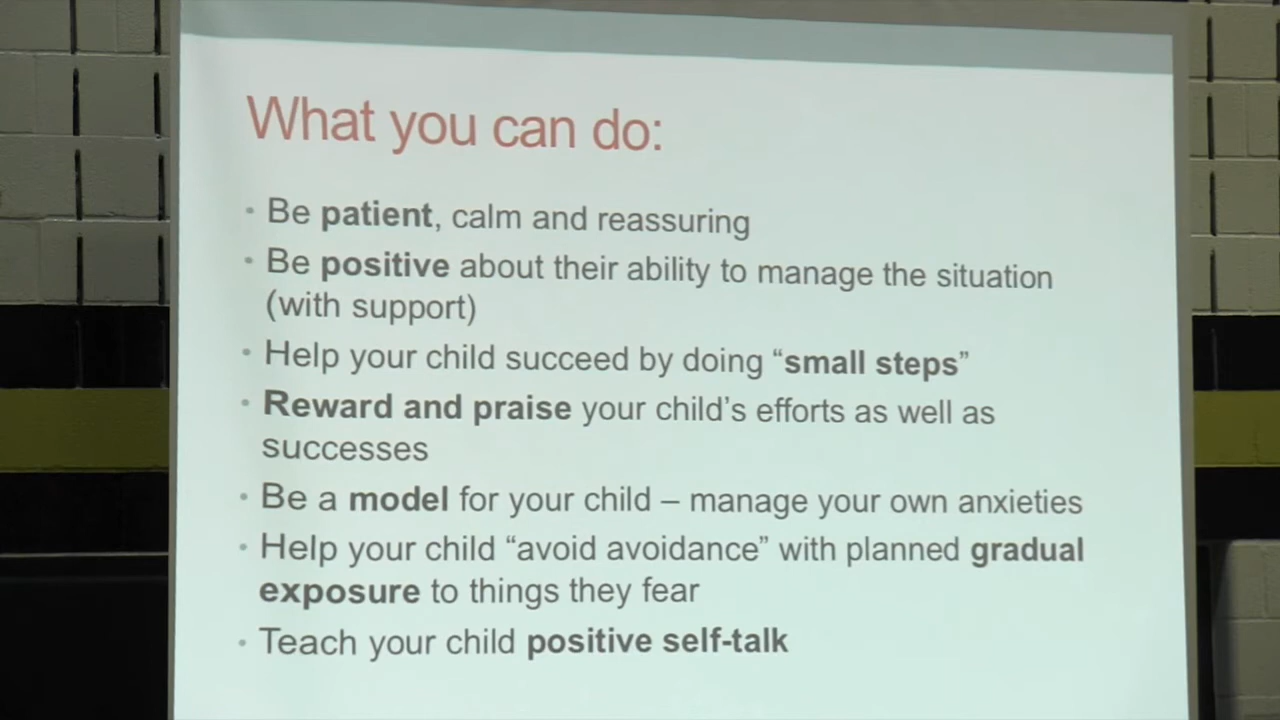 What you can do:
• Be patient, calm and reassuring
• Be positive about their ability to manage the situation
(with support)
• Help your child succeed by doing “small steps”
• Reward and praise your child’s efforts as well as
successes
• Be a model for your child – manage your own anxieties
• Help your child “avoid avoidance” with planned gradual
exposure to things they fear
• Teach your child positive self-talk